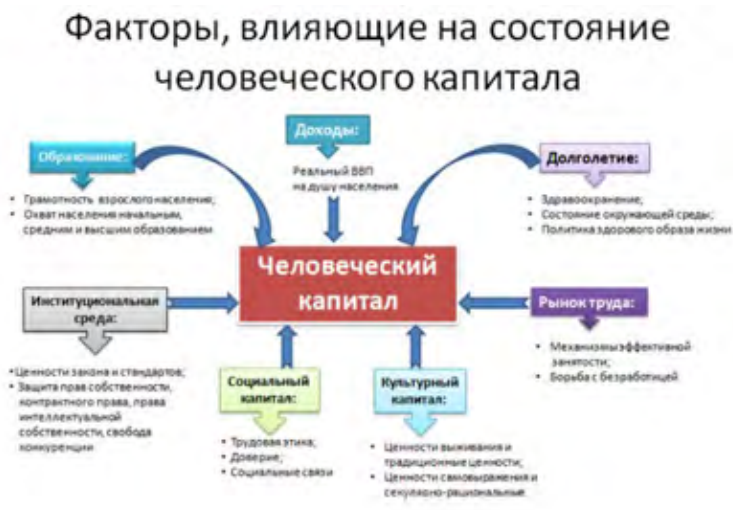 Факторы, влияющие на состояние
человеческого капитала
Доходы:
Реальный ВВП
на душу населения
Образование:
• Грамотность взрослого населения;
• Охват населения начальным,
средним и высшим образованием
Долголетие:
• Здравоохранение;
• Состояние окружающей среды;
• Политика здорового образа жизни
Человеческий
капитал
Институциональная
среда:
•Ценности закона и стандартов;
• Защита прав собственности,
контрактного права, права
интеллектуальной
собственности, свобода
конкуренции
Рынок труда:
• Механизмы эффективной
занятости;
• Борьба с безработицей
Социальный
капитал:
• Трудовая этика;
• Доверие;
• Социальные связи
Культурный
капитал:
• Ценности выживания и
традиционные ценности;
• Ценности самовыражения и
секулярно-рациональные